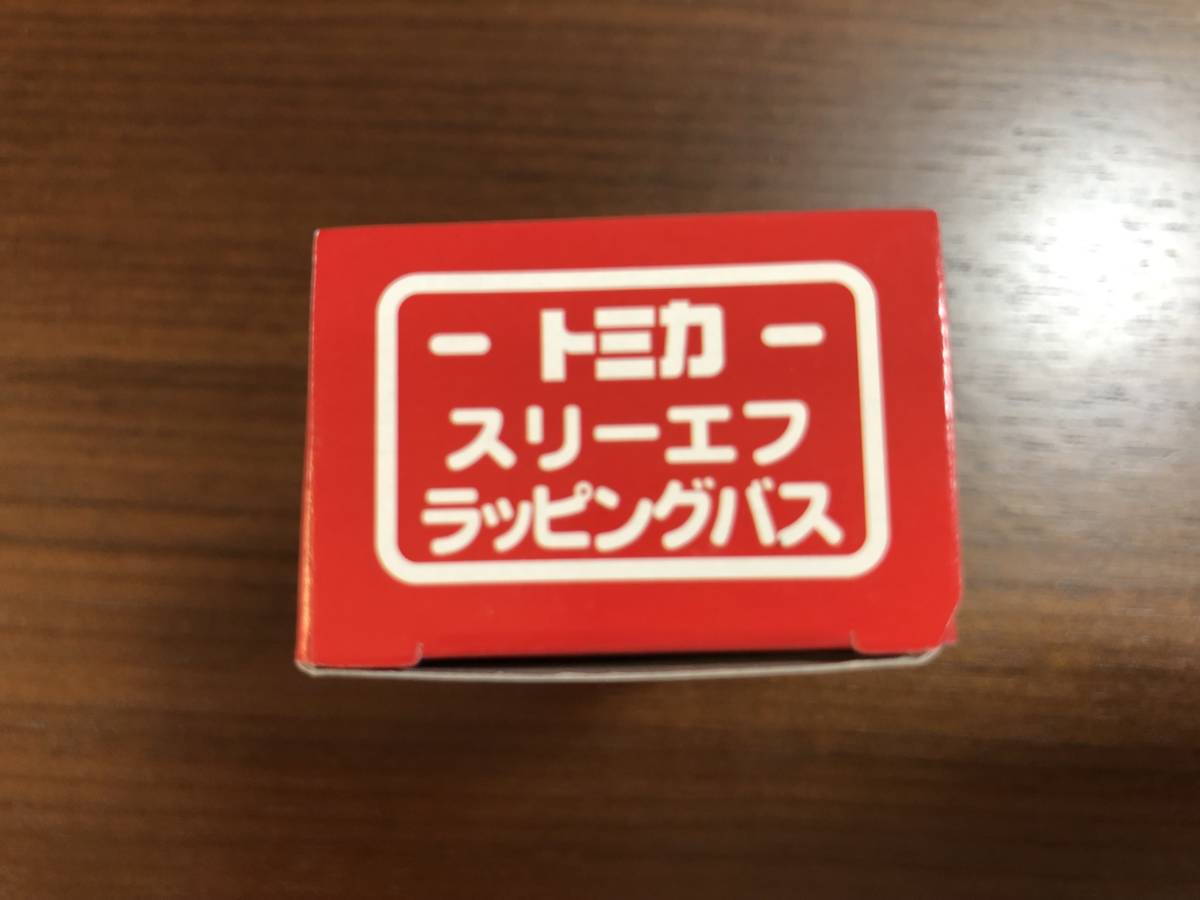 - トミカ -
スリーエフ
ラッピングバス